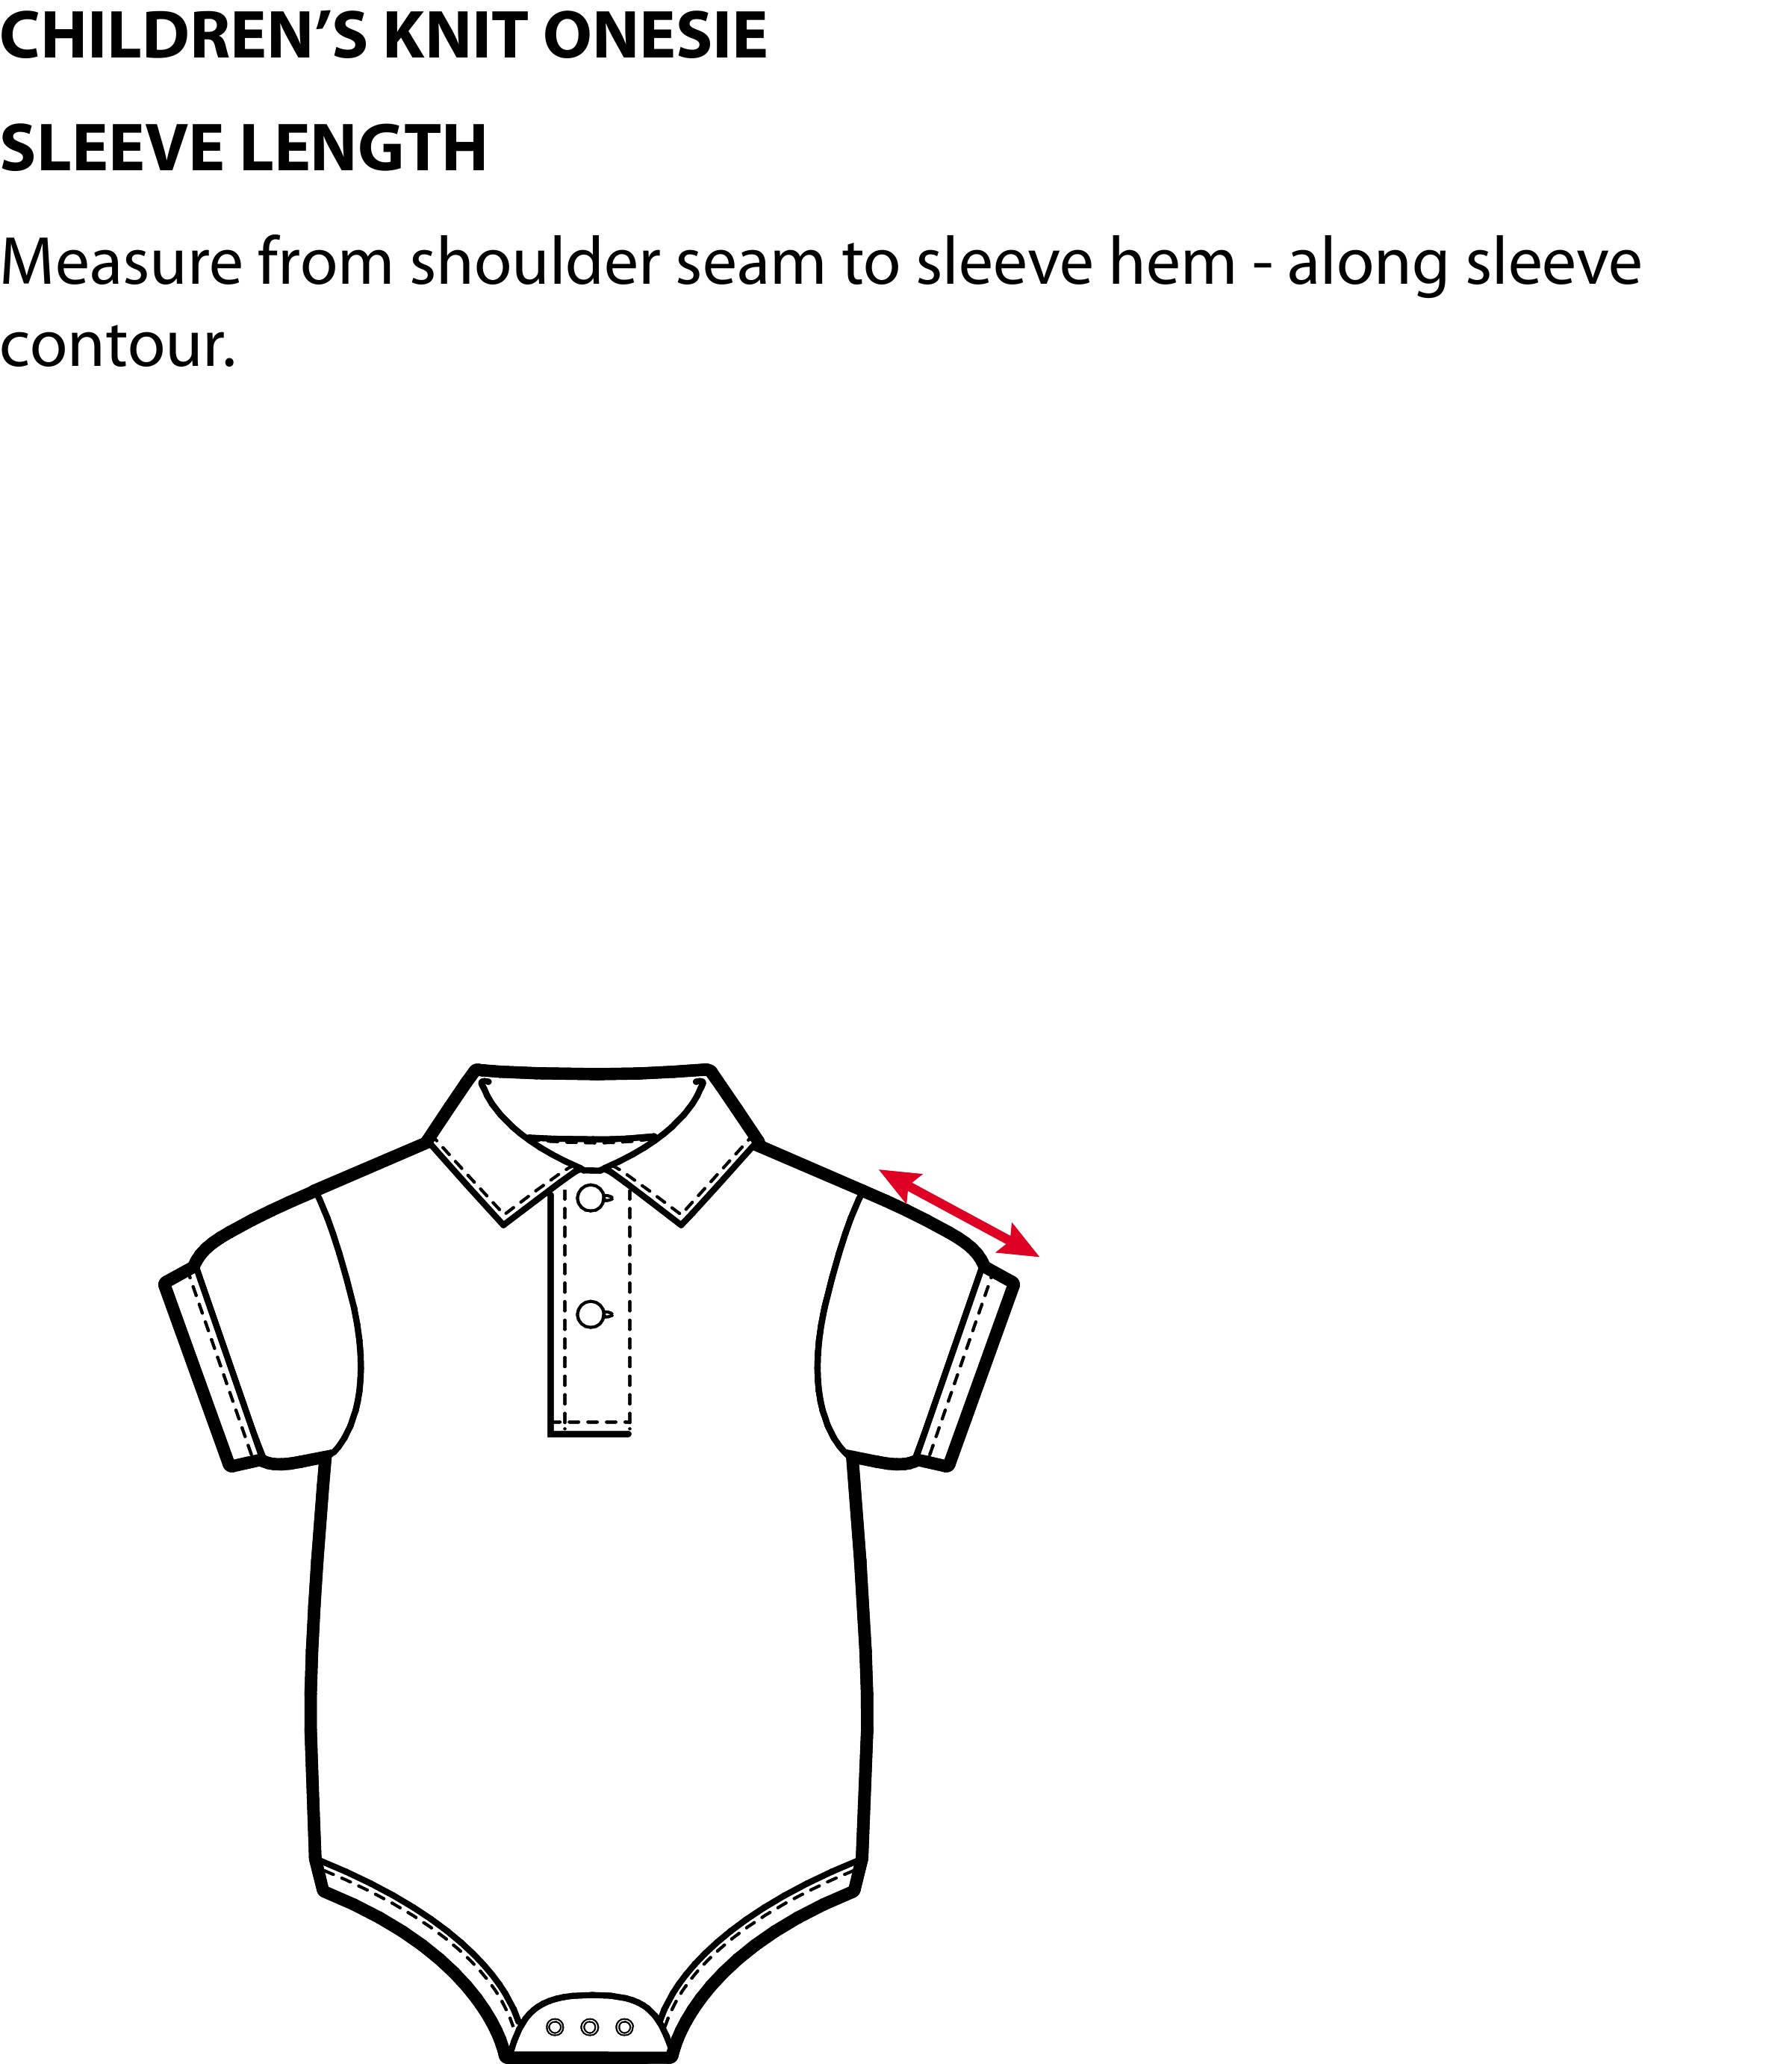 CHILDREN’S KNIT ONESIE
SLEEVE LENGTH
Measure from shoulder seam to sleeve hem - along sleeve
contour.